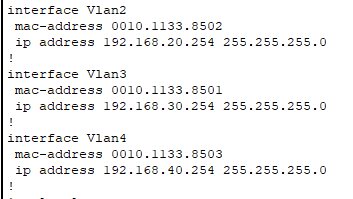 interface Vlan2
 mac-address 0010.1133.8502
 ip address 192.168.20.254 255.255.255.0
!
interface Vlan3
 mac-address 0010.1133.8501
 ip address 192.168.30.254 255.255.255.0
!
interface Vlan4
 mac-address 0010.1133.8503
 ip address 192.168.40.254 255.255.255.0
!